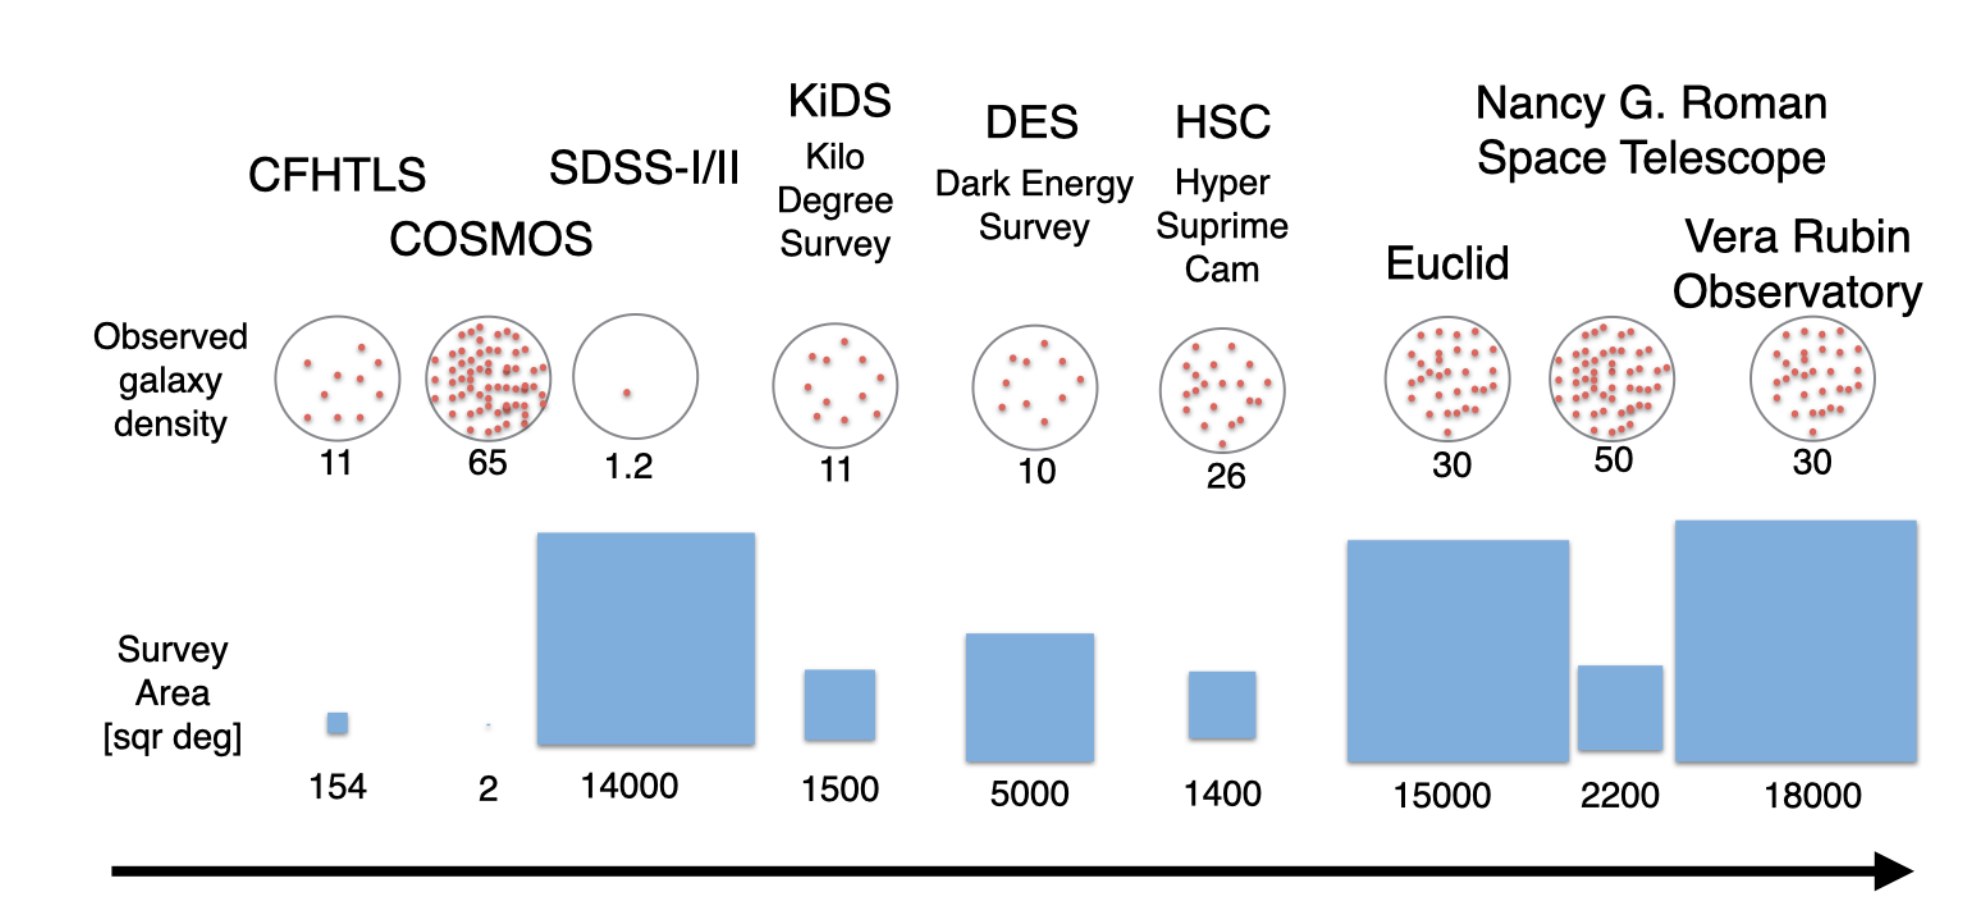 CFHTLS
COSMOS
SDSS-I/II
KiDS
Kilo
Degree
Survey
DES
Dark Energy
Survey
HSC
Hyper
Suprime
Cam
Euclid
Nancy G. Roman
Space Telescope
Vera Rubin
Observatory
Observed
galaxy
density
11
65
1.2
11
10
26
30
50
30
Survey
Area
[sqr deg]
154
2
14000
1500
5000
1400
15000
2200
18000